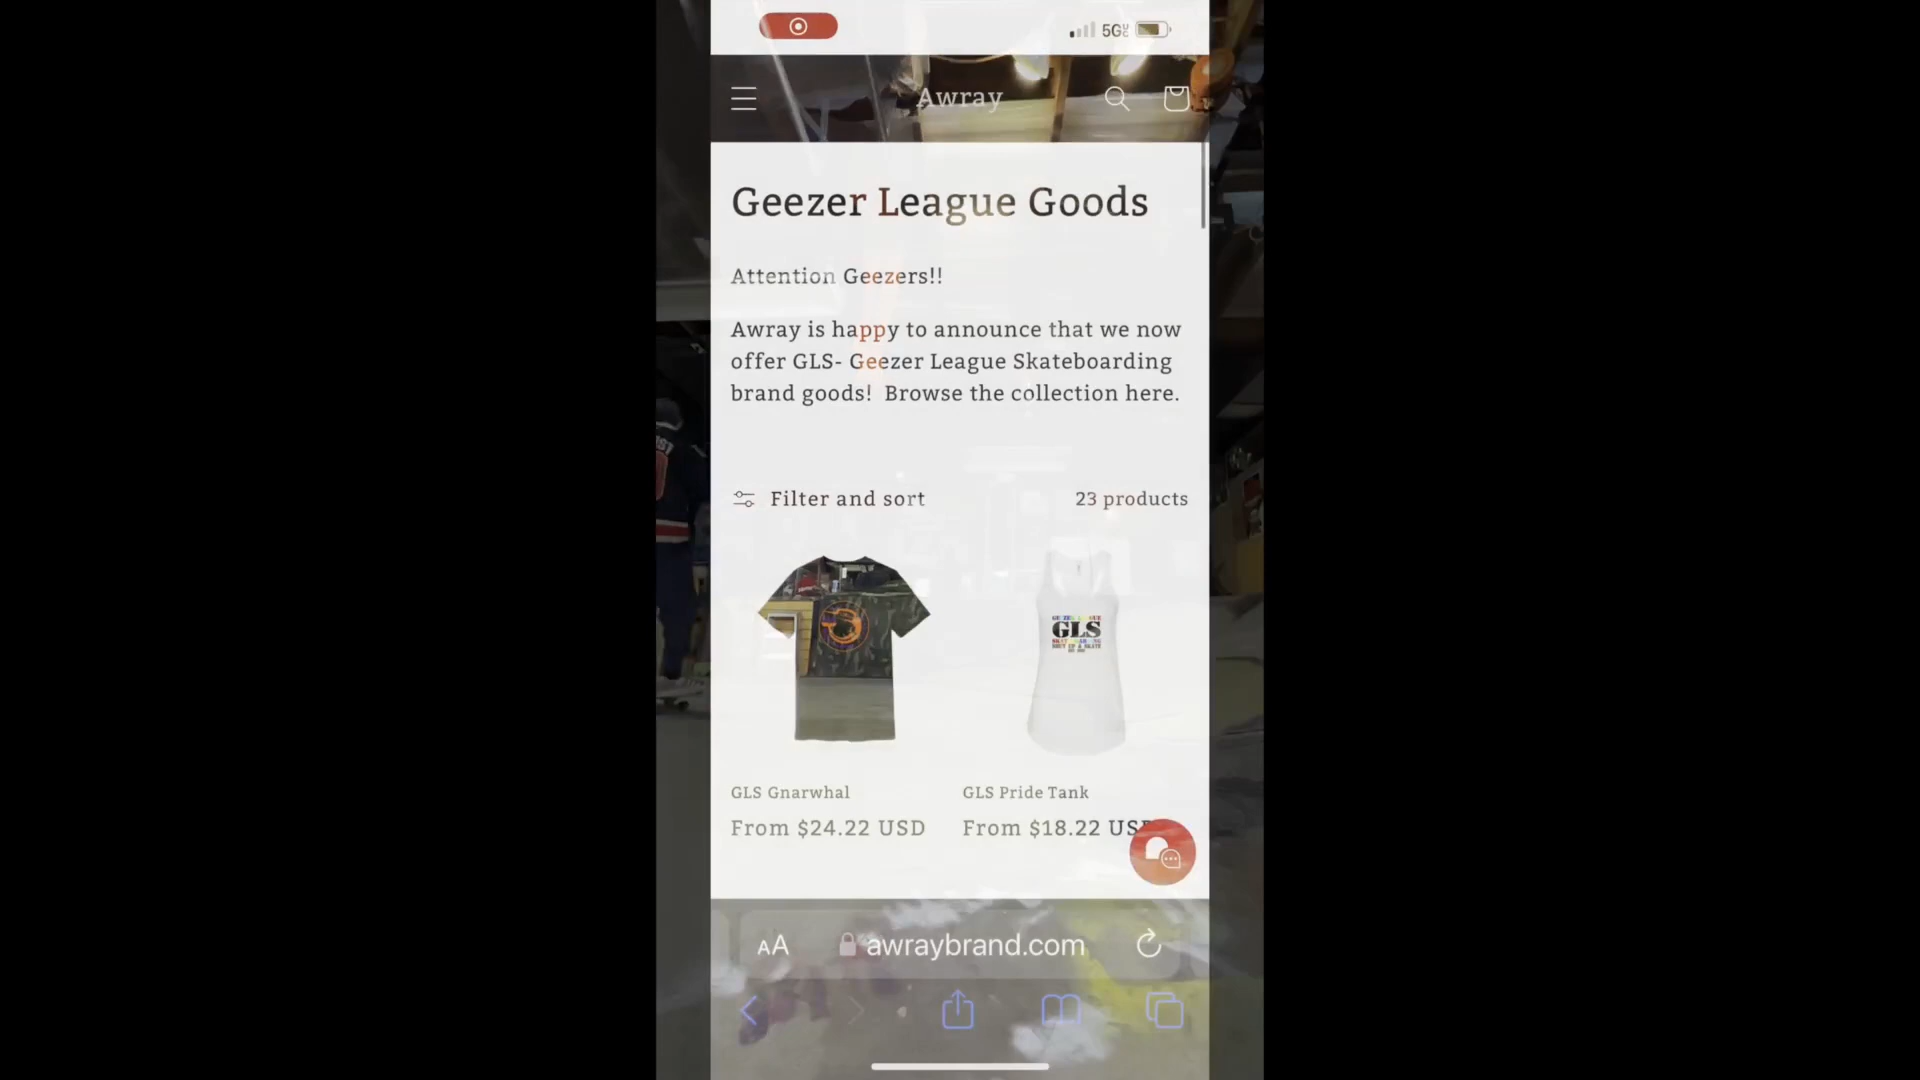 5G
Awray
Geezer League Goods
Attention Geezers!!
Awray is happy to announce that we now
offer GLS- Geezer League Skateboarding
brand goods!  Browse the collection here.
Filter and sort
23 products
GLS
GLS Gnarwhal
GLS Pride Tank
From $24.22 USD
From $18.22 USD
AA
awraybrand.com